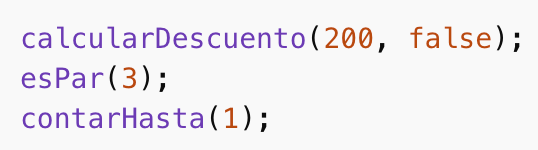 calcularDescuento(200, false);
esPar(3);
contarHasta(1);